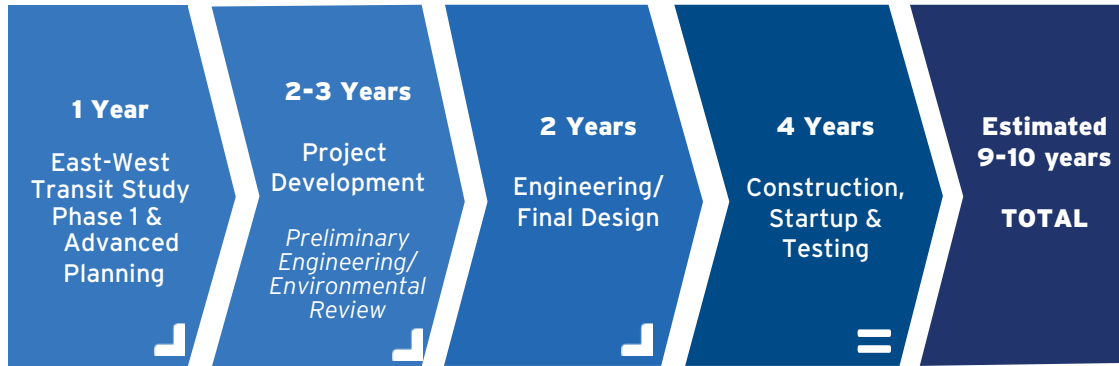 1 Year
East-West
Transit Study
Phase 1 &
Advanced
Planning
2-3 Years
Project
Development
Preliminary
Engineering/
Environmental
Review
2 Years
Engineering/
Final Design
4 Years
Construction,
Startup &
Testing
=
Estimated
9-10 years
TOTAL